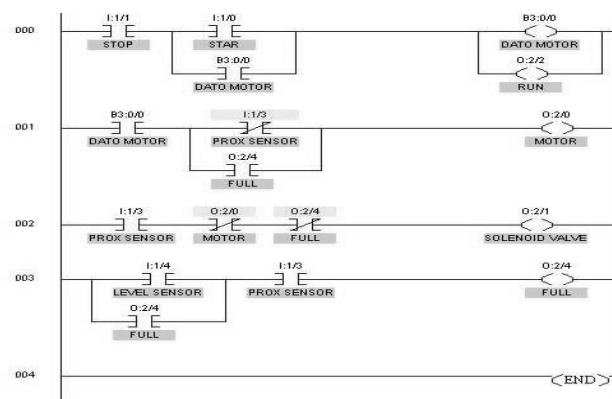 I:1/1 I:1/0 B3:0/0
000
STOP STAR DATO MOTOR
B3:0/0 O:2/2
DATO MOTOR RUN
B3:0/0 I:1/3 O:2/0
001
DATO MOTOR PROX SENSOR MOTOR
O:2/4
FULL
I:1/3 O:2/0 O:2/4 O:2/1
002
PROX SENSOR MOTOR FULL SOLENOID VALVE
I:1/4 I:1/3 O:2/4
003
LEVEL SENSOR PROX SENSOR FULL
O:2/4
FULL
004
END